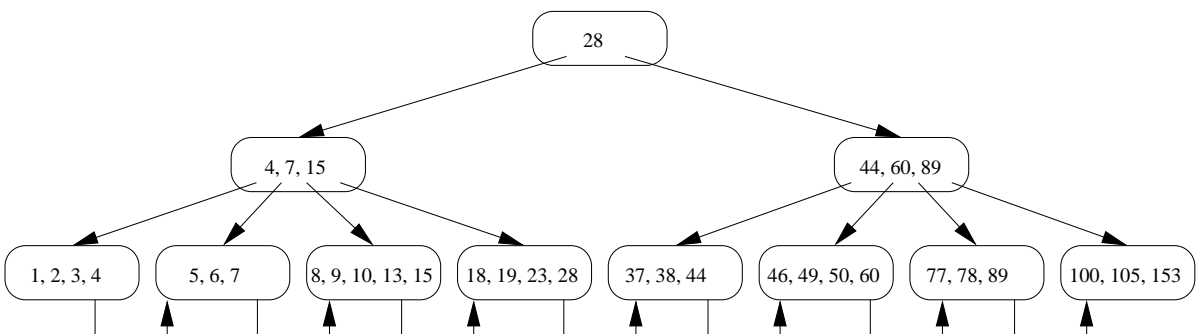 28
4, 7, 15
44, 60, 89
1, 2, 3, 4
5, 6, 7
8, 9, 10, 13, 15
18, 19, 23, 28
37, 38, 44
46, 49, 50, 60
77, 78, 89
100, 105, 153